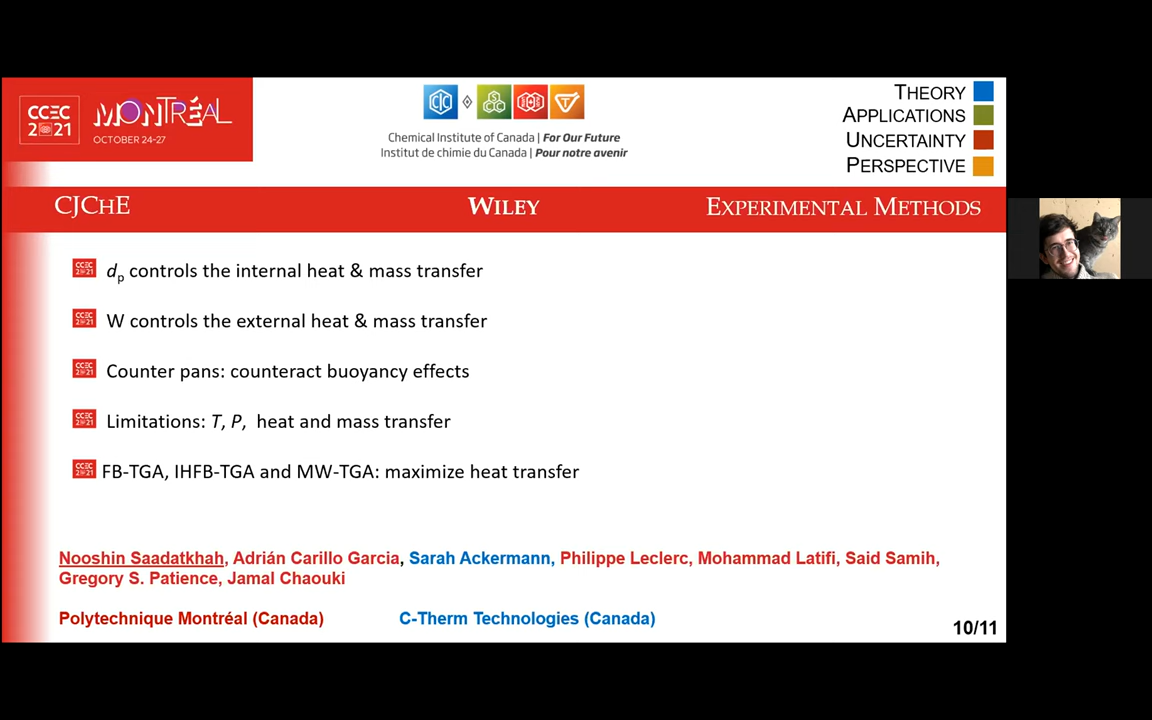 CCEC
2021
MONTRÉAL
OCTOBER 24-27
Chemical Institute of Canada | For Our Future
Institut de chimie du Canada | Pour notre avenir
THEORY
APPLICATIONS
UNCERTAINTY
PERSPECTIVE
CJCHE WILEY EXPERIMENTAL METHODS
dp controls the internal heat & mass transfer
W controls the external heat & mass transfer
Counter pans: counteract buoyancy effects
Limitations: T, P, heat and mass transfer
FB-TGA, IHFB-TGA and MW-TGA: maximize heat transfer
Nooshin Saadatkhah, Adrián Carillo Garcia, Sarah Ackermann, Philippe Leclerc, Mohammad Latifi, Said Samih,
Gregory S. Patience, Jamal Chaouki
Polytechnique Montréal (Canada) C-Therm Technologies (Canada)
10/11